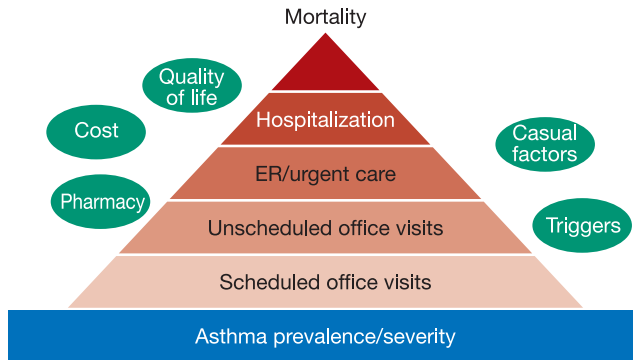 Mortality
Quality
of life
Cost
Hospitalization
Casual
factors
ER/urgent care
Pharmacy
Unscheduled office visits
Triggers
Scheduled office visits
Asthma prevalence/severity